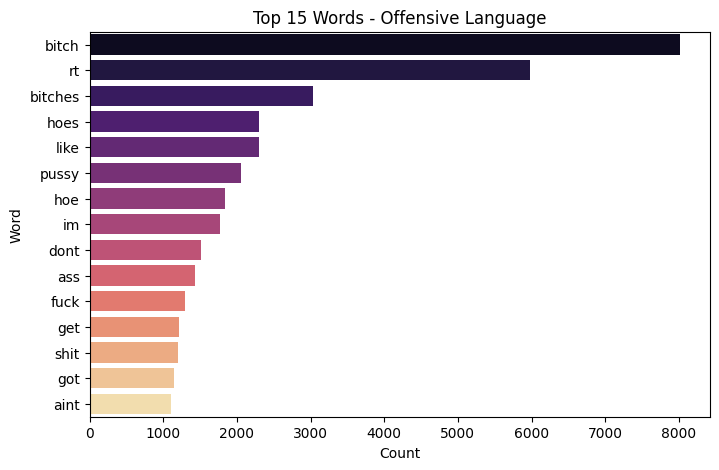 Top 15 Words - Offensive Language
Word
bitch
rt
bitches
hoes
like
pussy
hoe
im
dont
ass
fuck
get
shit
got
aint
0 1000 2000 3000 4000 5000 6000 7000 8000
Count